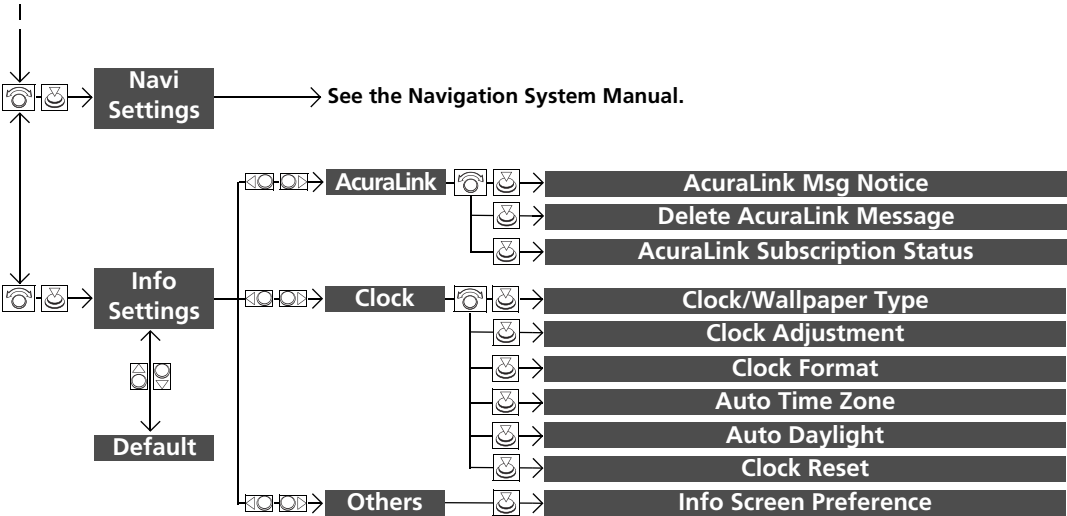 Navi
Settings
See the Navigation System Manual.
AcuraLink
AcuraLink Msg Notice
Delete AcuraLink Message
AcuraLink Subscription Status
Info
Settings
Clock
Clock/Wallpaper Type
Clock Adjustment
Clock Format
Auto Time Zone
Default
Auto Daylight
Clock Reset
Others
Info Screen Preference